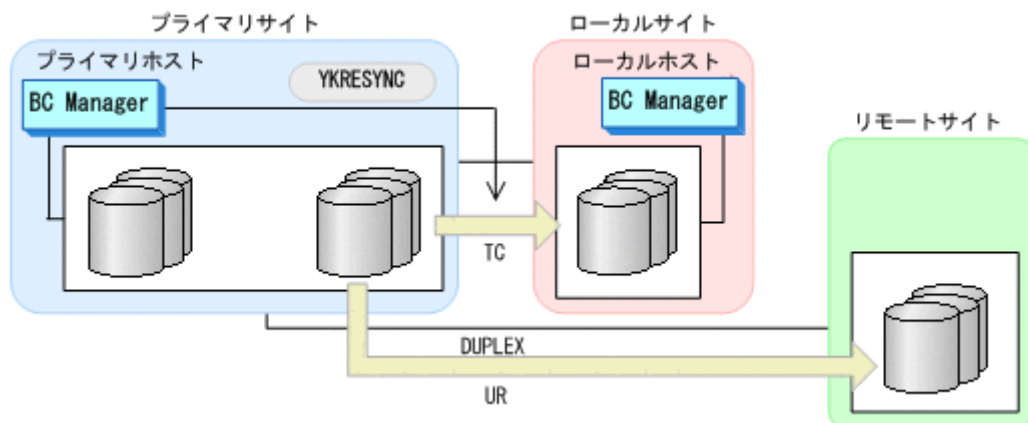 プライマリサイト
ローカルサイト
プライマリホスト
YKRESYNC
ローカルホスト
BC Manager
BC Manager
リモートサイト
TC
DUPLEX
UR